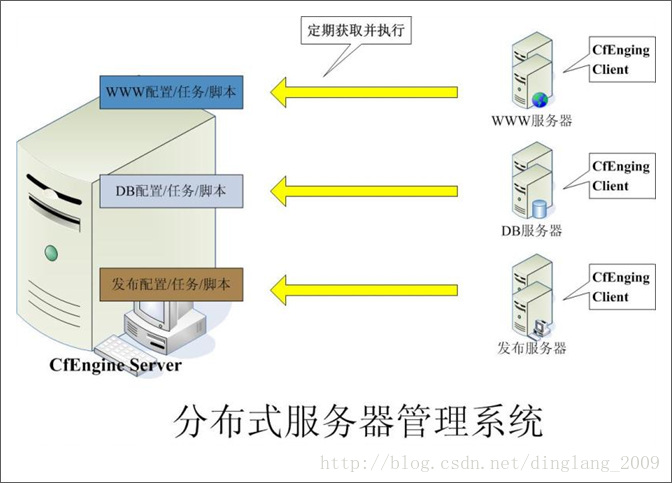 定期获取并执行
WWW配置/任务/脚本
CfEnging
Client
WWW服务器
DB配置/任务/脚本
CfEnging
Client
DB服务器
发布配置/任务/脚本
CfEnging
Client
发布服务器
CfEngine Server
分布式服务器管理系统
http://blog.csdn.net/dinglang_2009